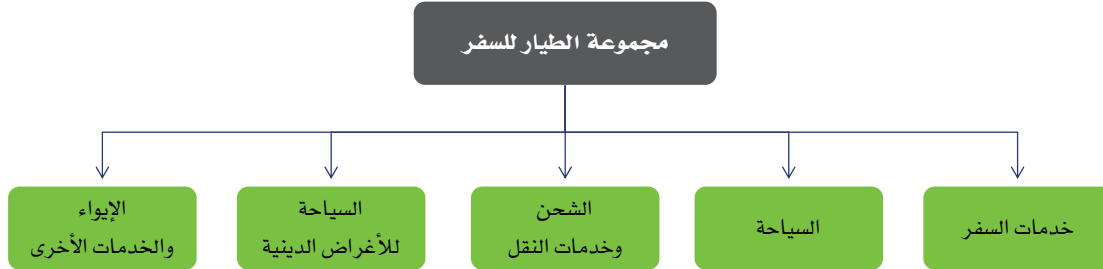 مجموعة الطيار للسفر
خدمات السفر
السياحة
الشحن
وخدمات النقل
السياحة
للأغراض الدينية
الإيواء
والخدمات الأخرى